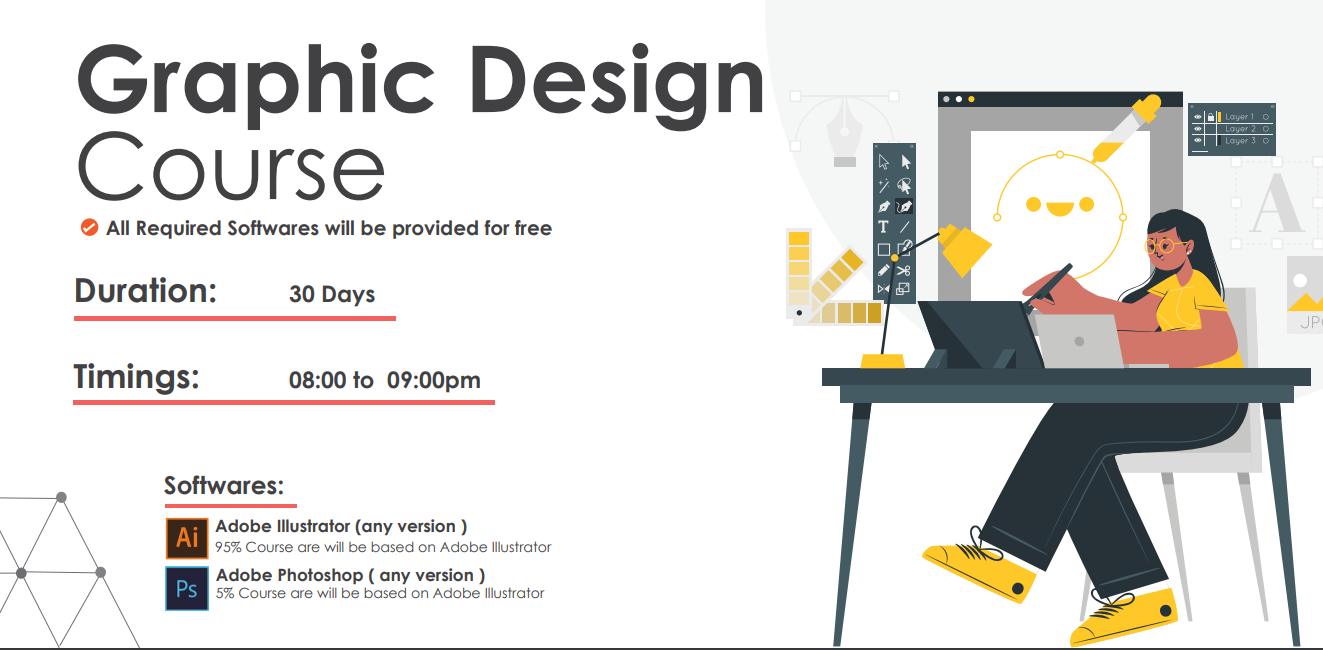 Graphic Design
Course
All Required Softwares will be provided for free
Duration: 30 Days
Timings: 08:00 to 09:00pm
Softwares:
Ai
Adobe Illustrator (any version )
95% Course are will be based on Adobe Illustrator
Ps
Adobe Photoshop ( any version )
5% Course are will be based on Adobe Illustrator
Layer 1
Layer 2
Layer 3
T
A
JPG